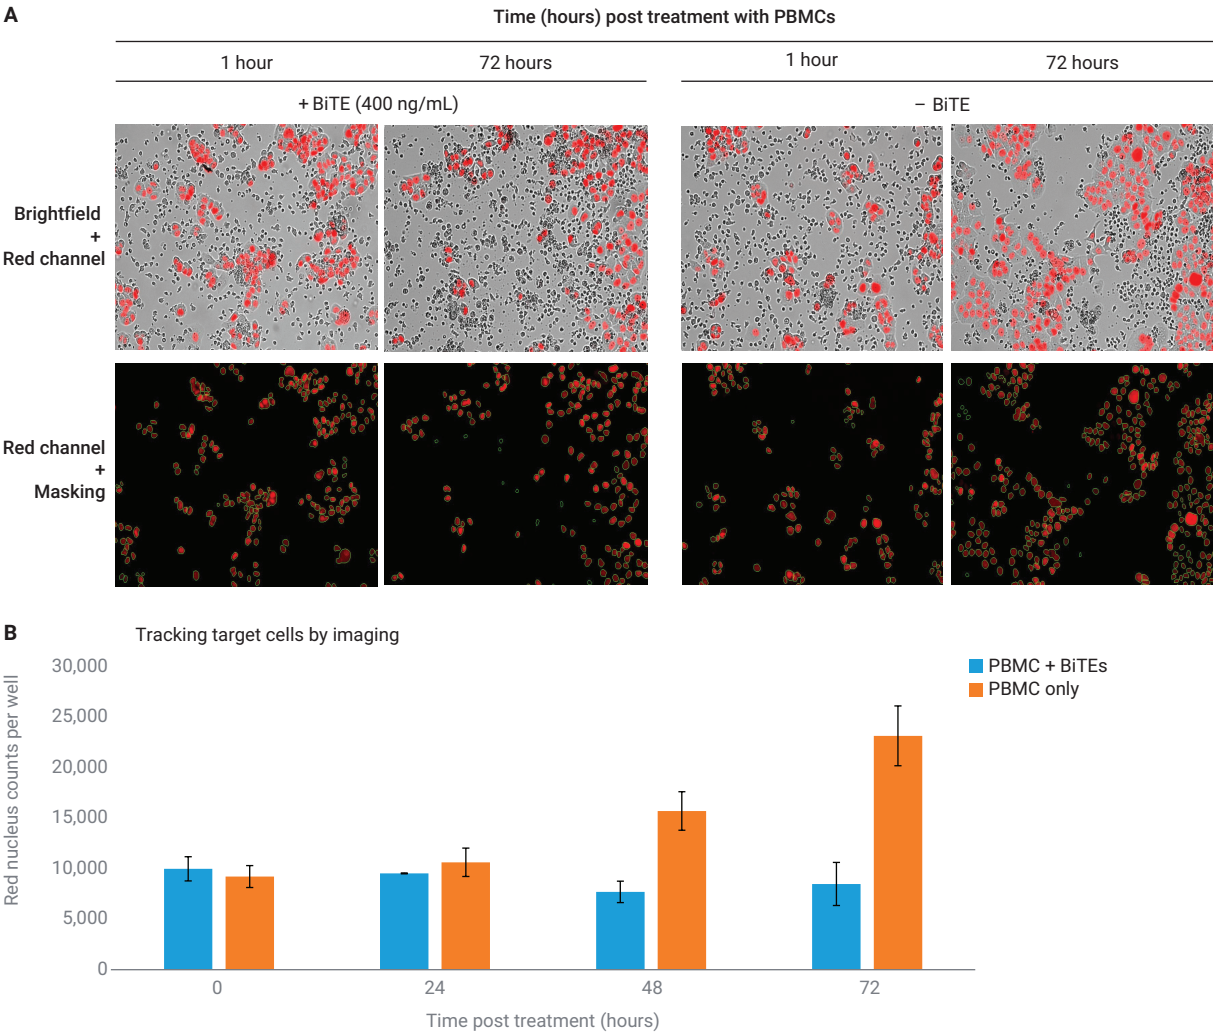 A
Time (hours) post treatment with PBMCs
1 hour
72 hours
1 hour
72 hours
+ BiTE (400 ng/mL)
– BiTE
Brightfield
+
Red channel
Red channel
+
Masking
B
Tracking target cells by imaging
Red nucleus counts per well
30,000
25,000
20,000
15,000
10,000
5,000
0
PBMC + BiTEs
PBMC only
0
24
48
72
Time post treatment (hours)